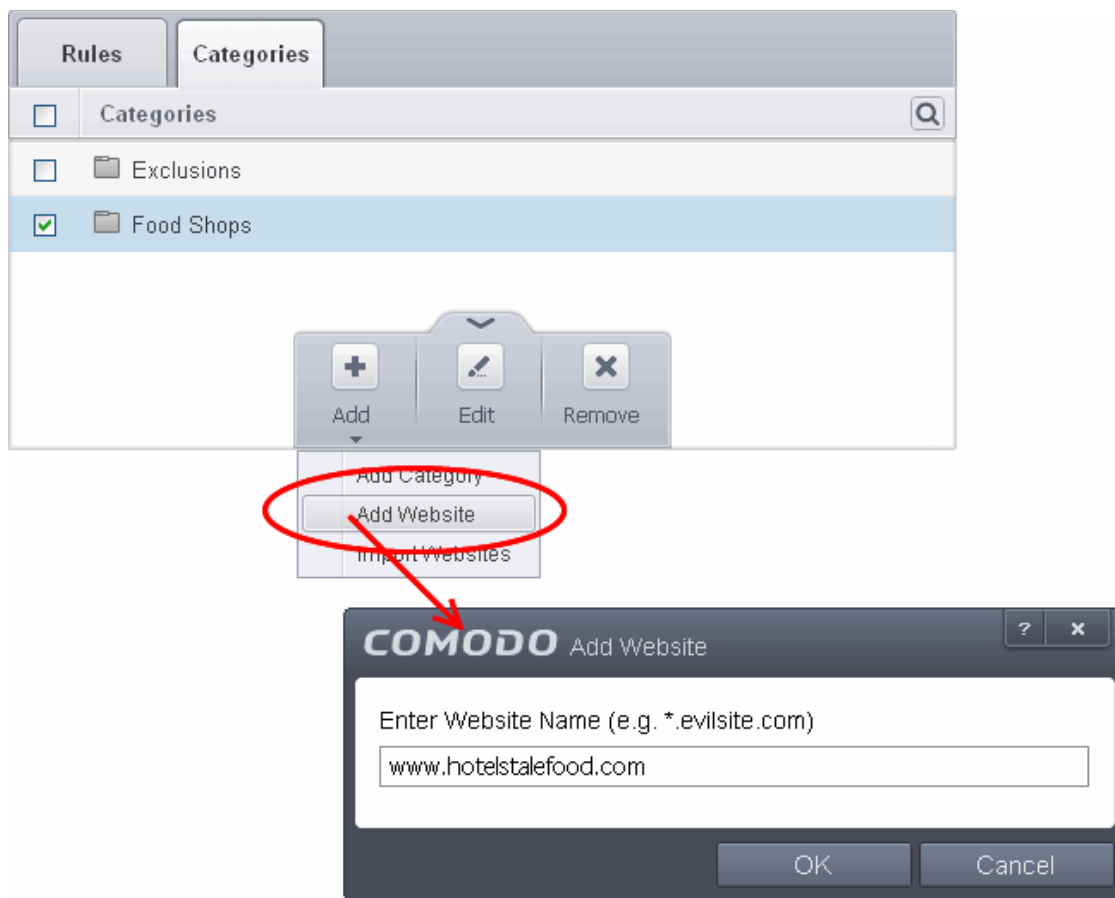 Rules Categories
Categories
Exclusions
Food Shops
Add Edit Remove
Add Category
Add Website
Import Websites
COMODO Add Website ? x
Enter Website Name (e.g. *.evilsite.com)
www.hotelstalefood.com
OK Cancel